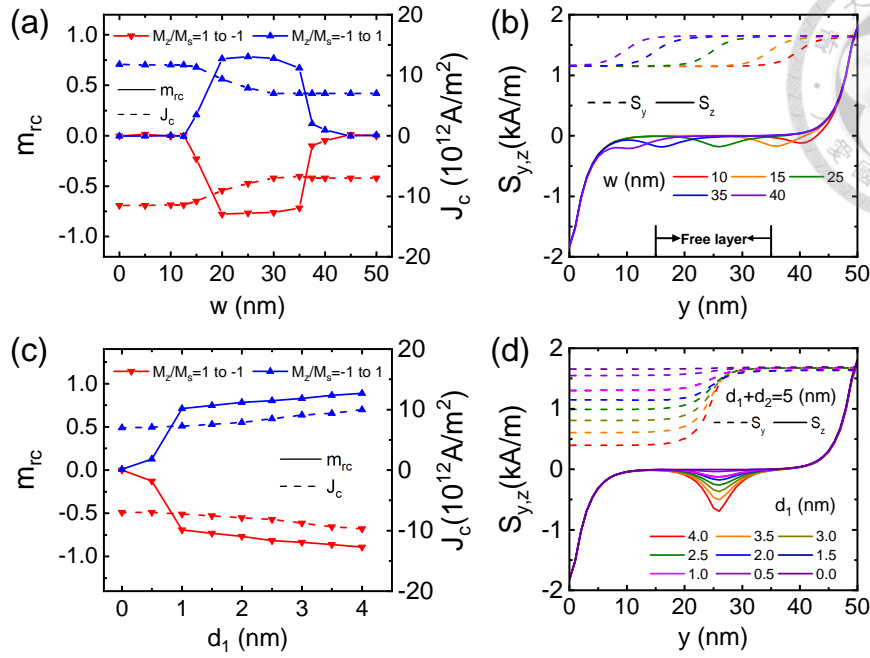 (a)
M_z/M_s=1 to -1 M_z/M_s=-1 to 1
m_rc
J_c
1.0
0.5
0.0
-0.5
-1.0
m_rc
20
10
0
-10
-20
J_c (10^12A/m^2)
0 10 20 30 40 50
w (nm)
(b)
S_y S_z
w (nm)
10 15 25
35 40
Free layer
2
1
0
-1
-2
S_y,z(kA/m)
0 10 20 30 40 50
y (nm)
(c)
M_z/M_s=1 to -1 M_z/M_s=-1 to 1
m_rc
J_c
1.0
0.5
0.0
-0.5
-1.0
m_rc
20
10
0
-10
-20
J_c(10^12A/m^2)
0 1 2 3 4
d_1 (nm)
(d)
d_1+d_2=5 (nm)
S_y S_z
d_1 (nm)
4.0 3.5 3.0
2.5 2.0 1.5
1.0 0.5 0.0
2
1
0
-1
-2
S_y,z(kA/m)
0 10 20 30 40 50
y (nm)